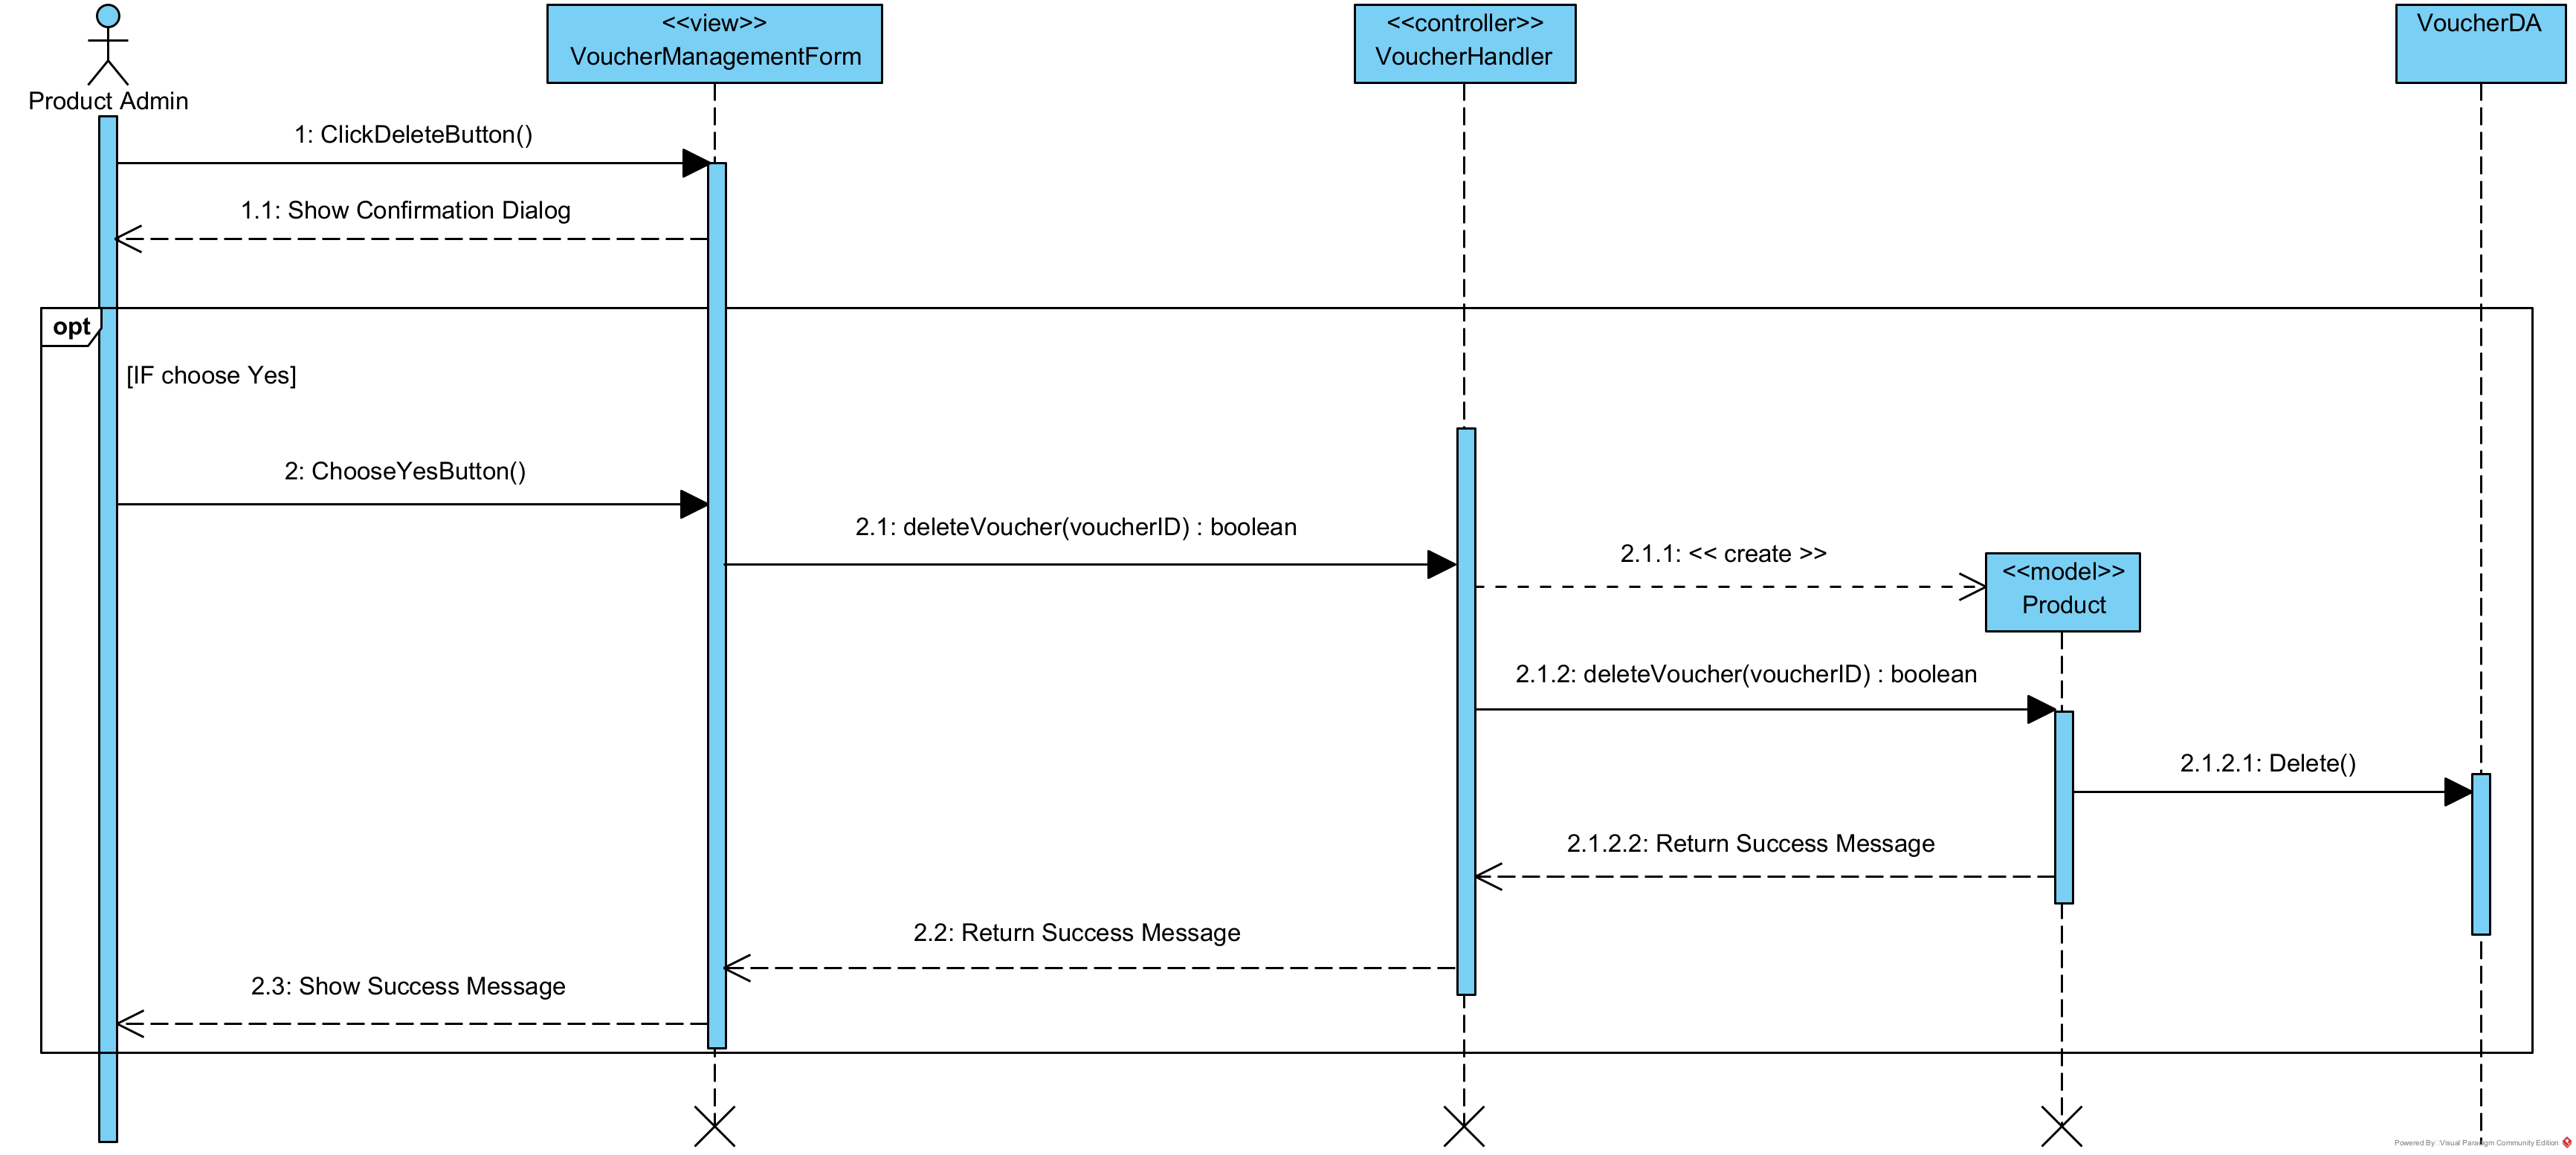 <<view>>
VoucherManagementForm
<<controller>>
VoucherHandler
VoucherDA
Product Admin
1: ClickDeleteButton()
1.1: Show Confirmation Dialog
opt
[IF choose Yes]
2: ChooseYesButton()
2.1: deleteVoucher(voucherID) : boolean
2.1.1: << create >>
<<model>>
Product
2.1.2: deleteVoucher(voucherID) : boolean
2.1.2.1: Delete()
2.1.2.2: Return Success Message
2.2: Return Success Message
2.3: Show Success Message
Powered By Visual Paradigm Community Edition